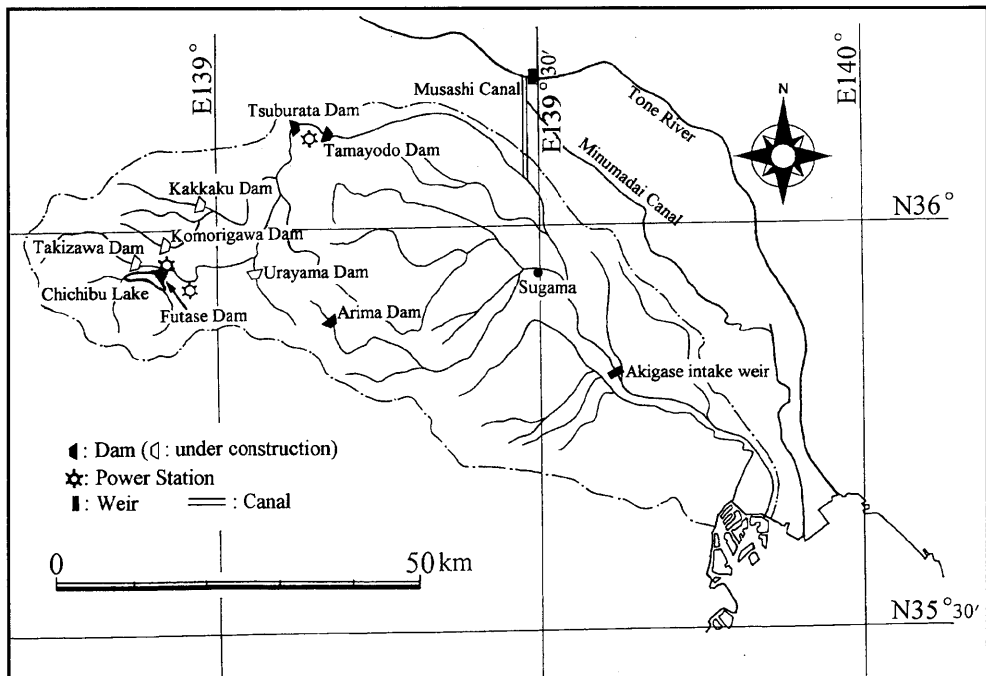 E139°
E139° 30′
E140°
N
Musashi Canal
Tone River
Minumadai Canal
Tsuburata Dam
Tamayodo Dam
Kakkaku Dam
N36°
Komorigawa Dam
Takizawa Dam
Urayama Dam
Sugama
Chichibu Lake
Futase Dam
Arima Dam
Akigase intake weir
: Dam ( : under construction)
: Power Station
: Weir : Canal
0 50 km
N35° 30′